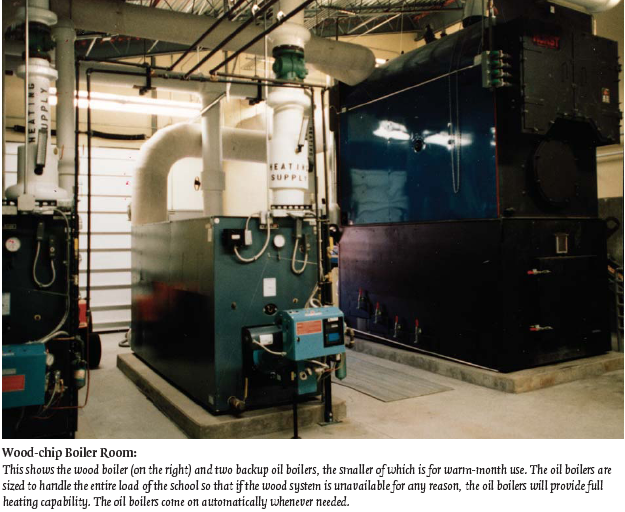 HEATING
SUPPLY
HEATING
SUPPLY
Wood-chip Boiler Room:
This shows the wood boiler (on the right) and two backup oil boilers, the smaller of which is for warm-month use. The oil boilers are
sized to handle the entire load of the school so that if the wood system is unavailable for any reason, the oil boilers will provide full
heating capability. The oil boilers come on automatically whenever needed.